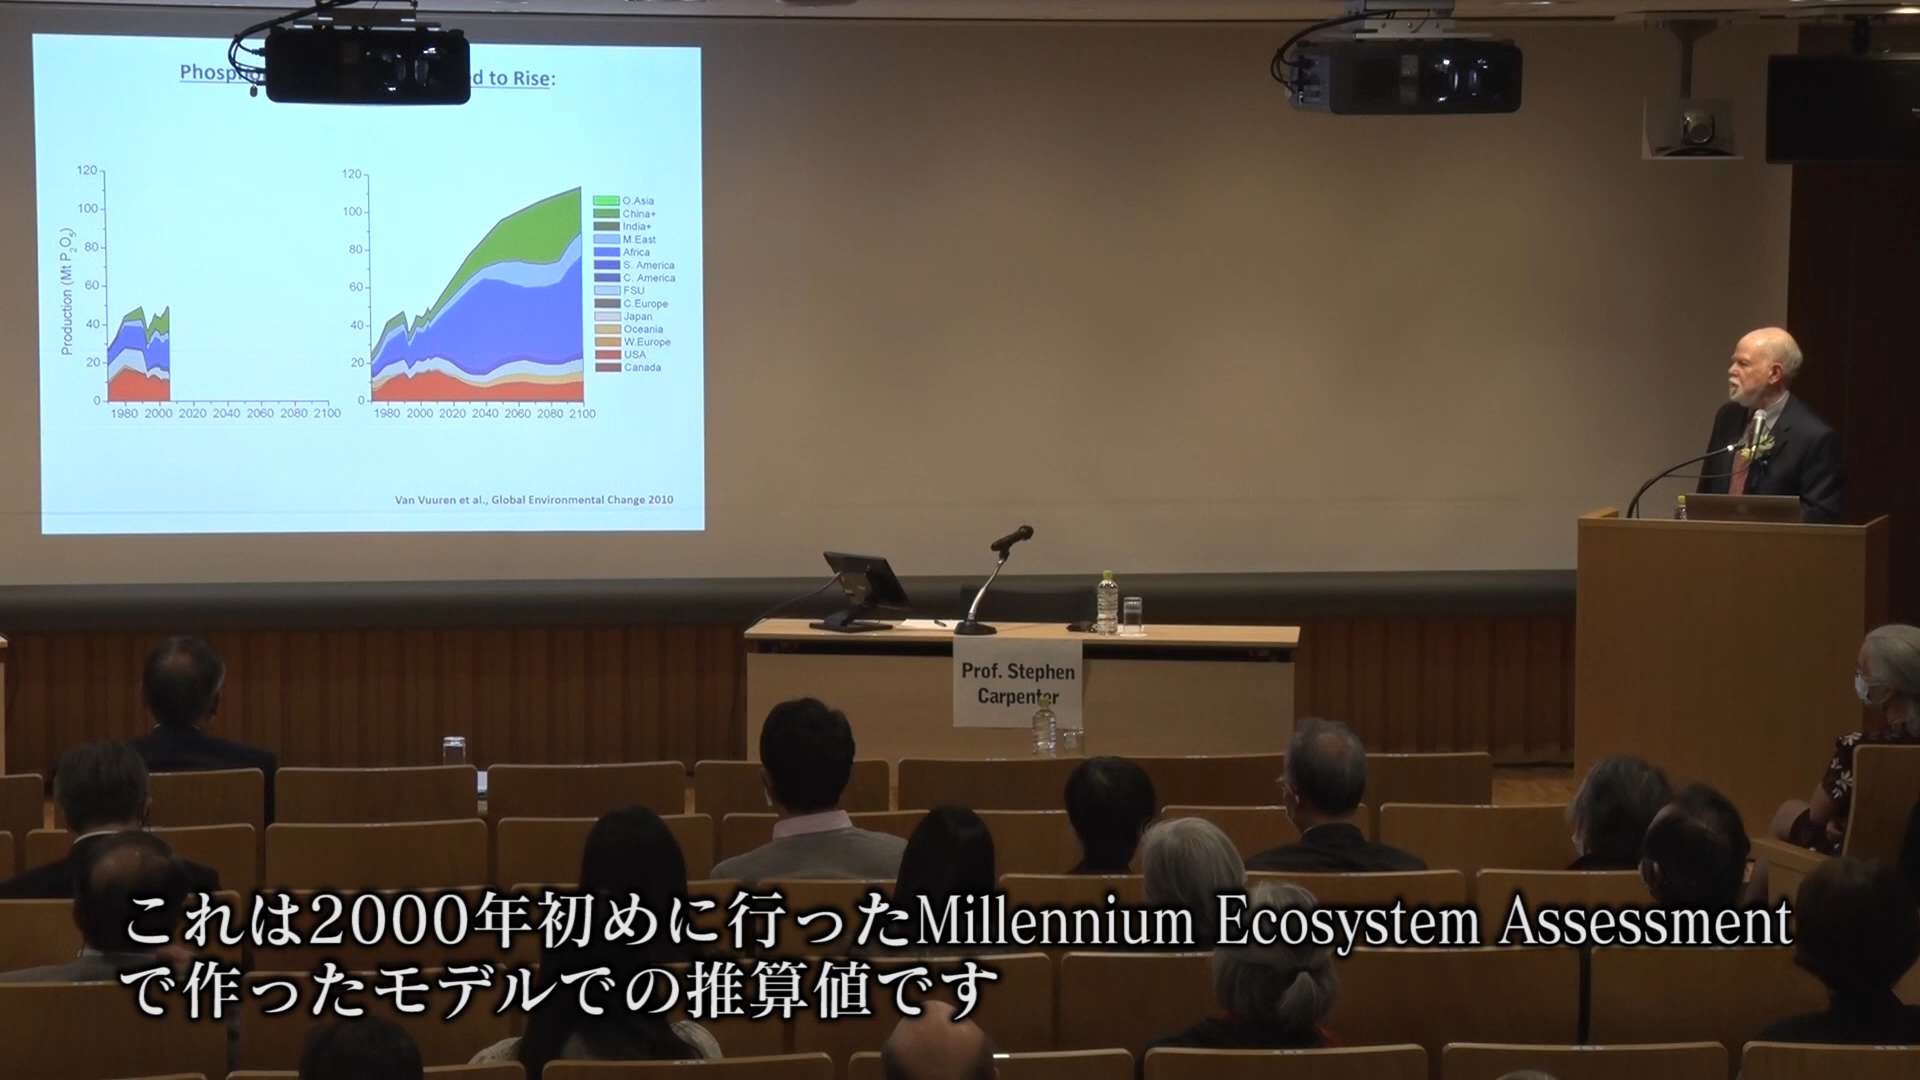 ed to Rise:
120
100
80
60
40
20
0
Production (Mt P2O5)
1980 2000 2020 2040 2060 2080 2100
120
100
80
60
40
20
0
1980 2000 2020 2040 2060 2080 2100
O.Asia
China+
India+
M.East
Africa
S. America
C. America
FSU
C.Europe
Japan
Oceania
W.Europe
USA
Canada
Van Vuuren et al., Global Environmental Change 2010
Prof. Stephen
Carpenter
これは2000年初めに行ったMillennium Ecosystem Assessment
で作ったモデルでの推算値です